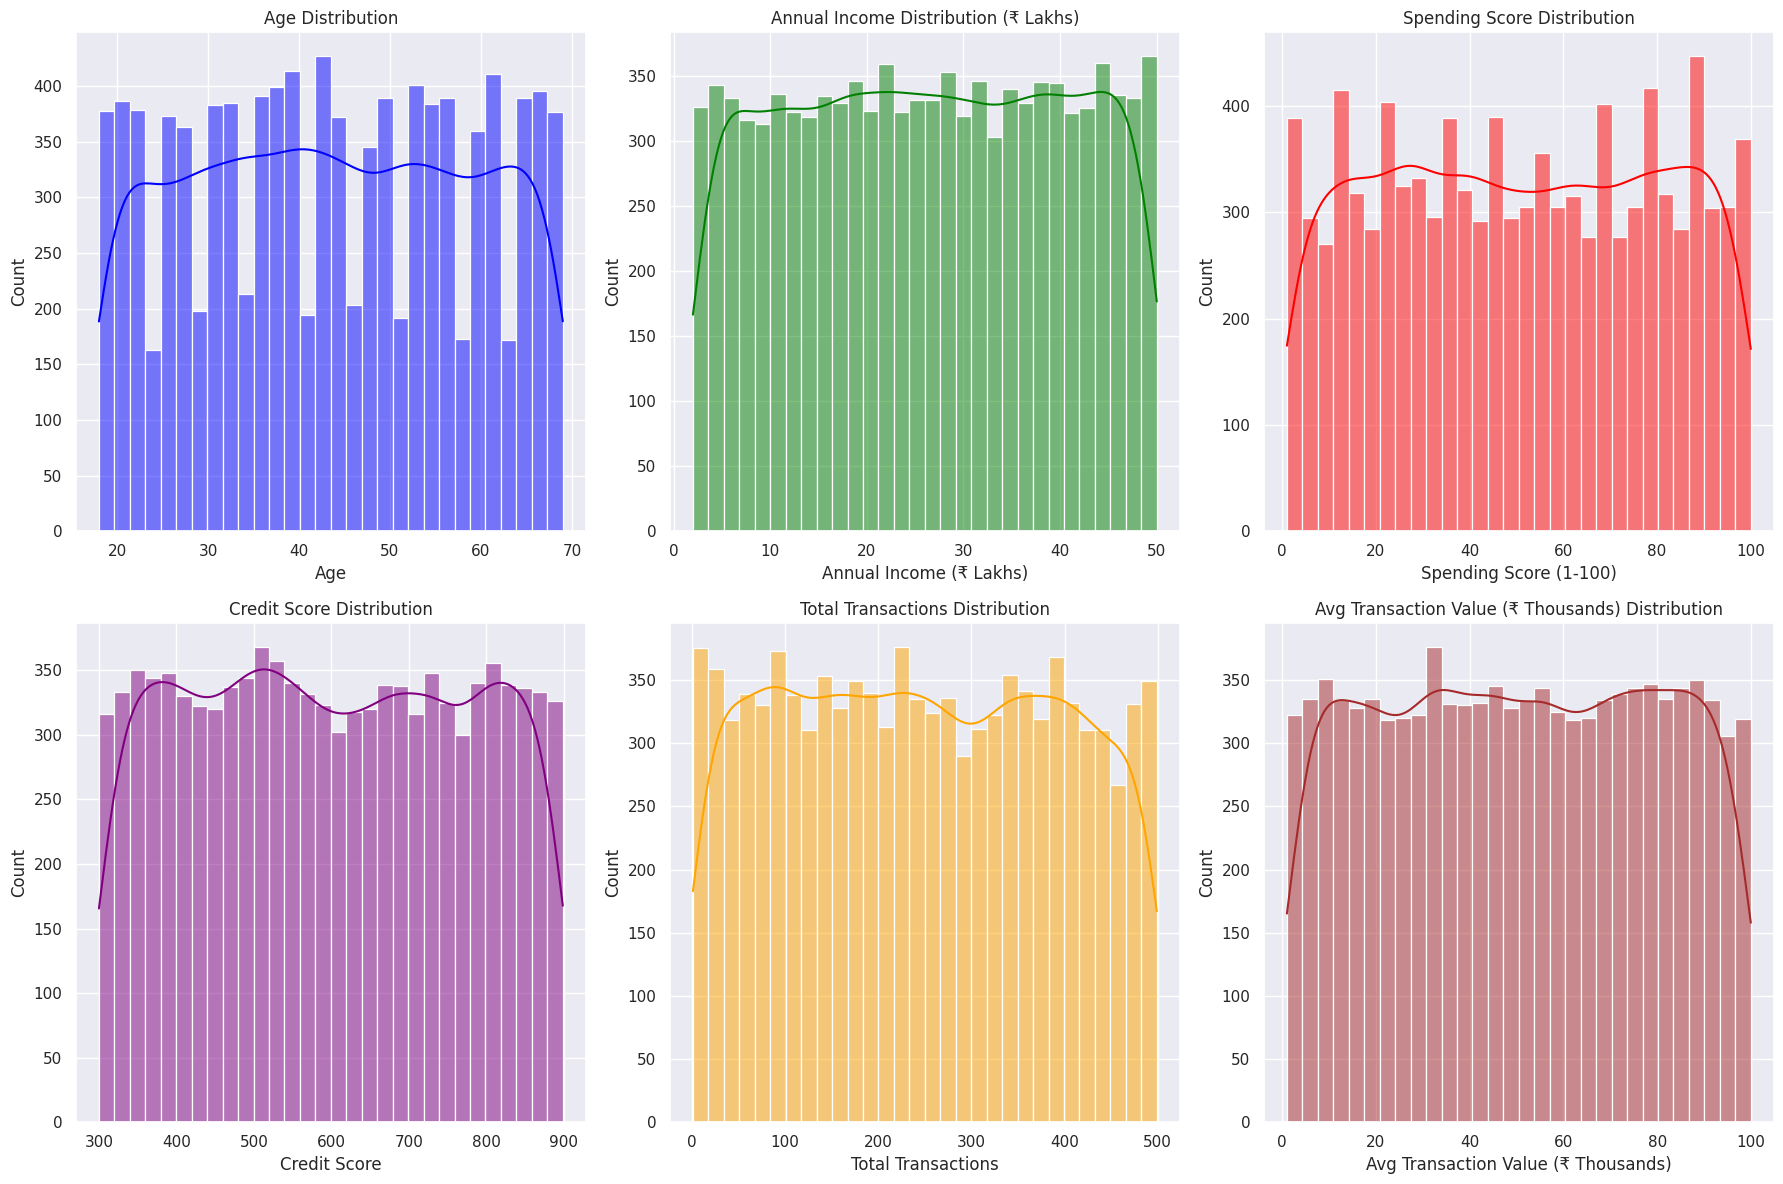 Age Distribution
400
350
300
250
200
150
100
50
0
Count
20 30 40 50 60 70
Age
Annual Income Distribution (₹ Lakhs)
350
300
250
200
150
100
50
0
Count
0 10 20 30 40 50
Annual Income (₹ Lakhs)
Spending Score Distribution
400
300
200
100
0
Count
0 20 40 60 80 100
Spending Score (1-100)
Credit Score Distribution
350
300
250
200
150
100
50
0
Count
300 400 500 600 700 800 900
Credit Score
Total Transactions Distribution
350
300
250
200
150
100
50
0
Count
0 100 200 300 400 500
Total Transactions
Avg Transaction Value (₹ Thousands) Distribution
350
300
250
200
150
100
50
0
Count
0 20 40 60 80 100
Avg Transaction Value (₹ Thousands)